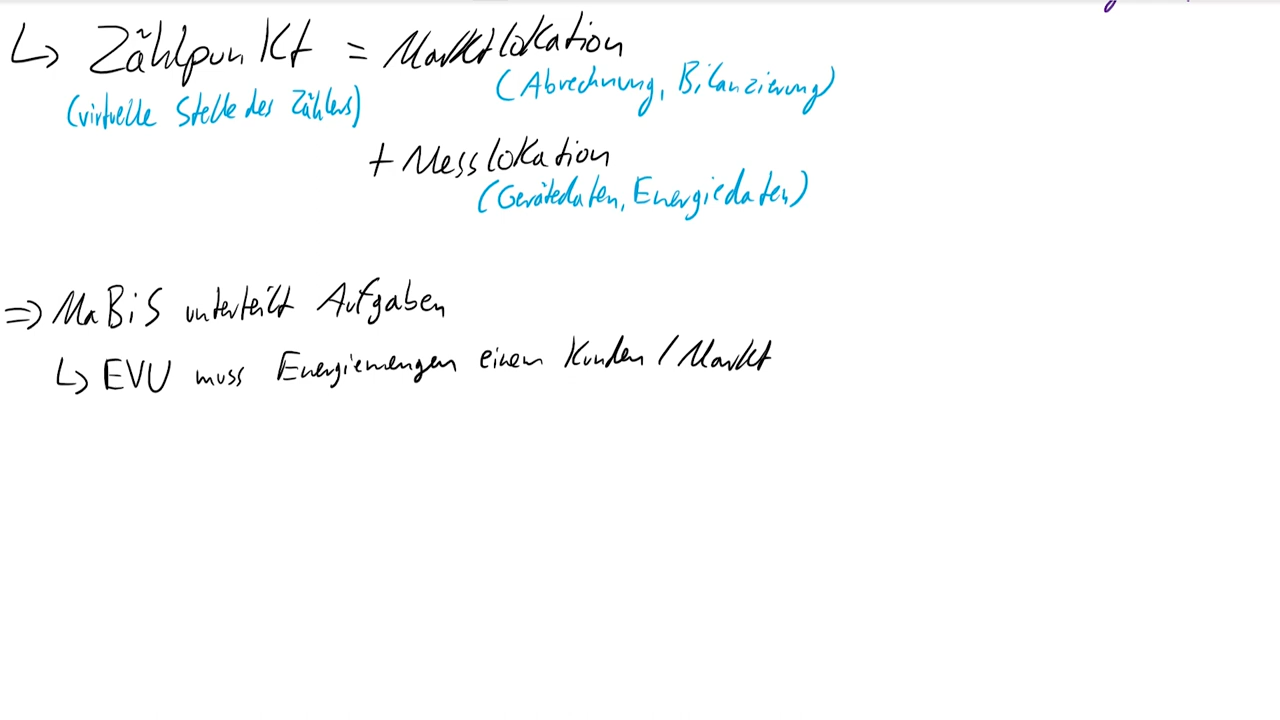 ↳ Zählpunkt = Marktlokation
(virtuelle Stelle des Zählers) (Abrechnung, Bilanzierung)
+ Messlokation
(Gerätedaten, Energiedaten)
⇒ MaBiS unterteilt Aufgaben
↳ EVU muss Energiemengen einem Kunden / Markt